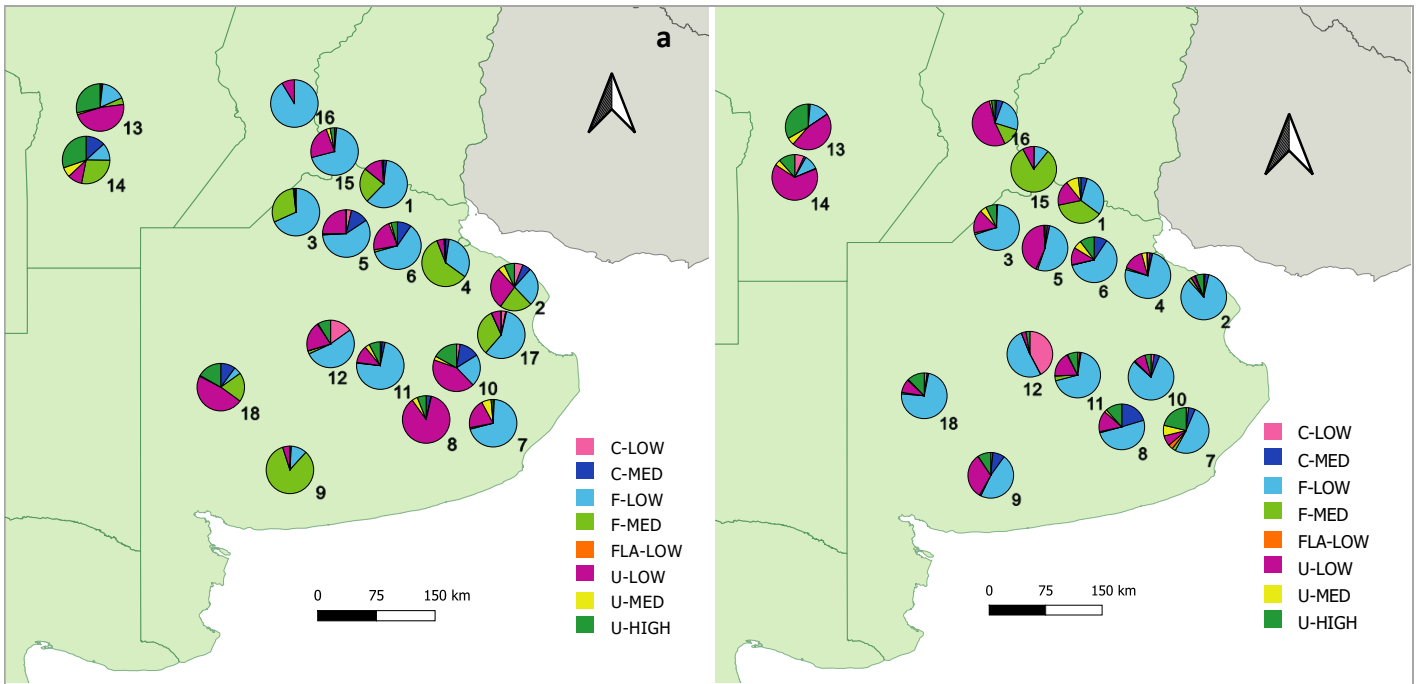 a
13
14
16
15
1
3
5
6
4
2
17
12
11
10
18
8
7
9
C-LOW
C-MED
F-LOW
F-MED
FLA-LOW
U-LOW
U-MED
U-HIGH
0 75 150 km
13
14
16
15
1
3
5
6
4
2
12
11
10
18
8
7
9
C-LOW
C-MED
F-LOW
F-MED
FLA-LOW
U-LOW
U-MED
U-HIGH
0 75 150 km